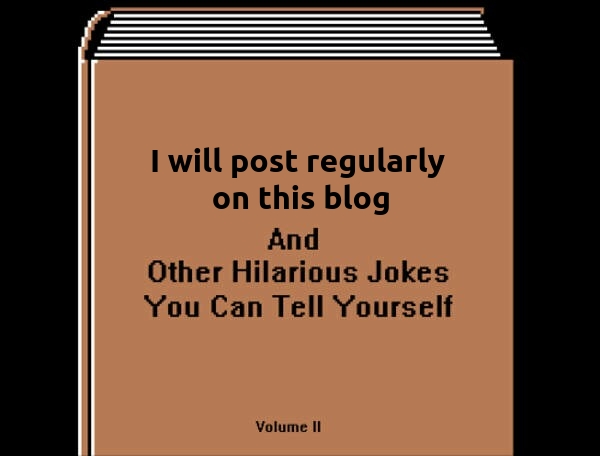 I will post regularly
on this blog
And
Other Hilarious Jokes
You Can Tell Yourself
Volume II